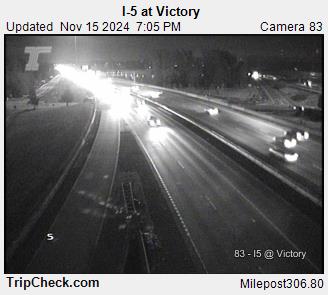 I-5 at Victory
Updated Nov 15 2024 7:05 PM Camera 83
T
S
83 - I5 @ Victory
TripCheck.com Milepost306.80